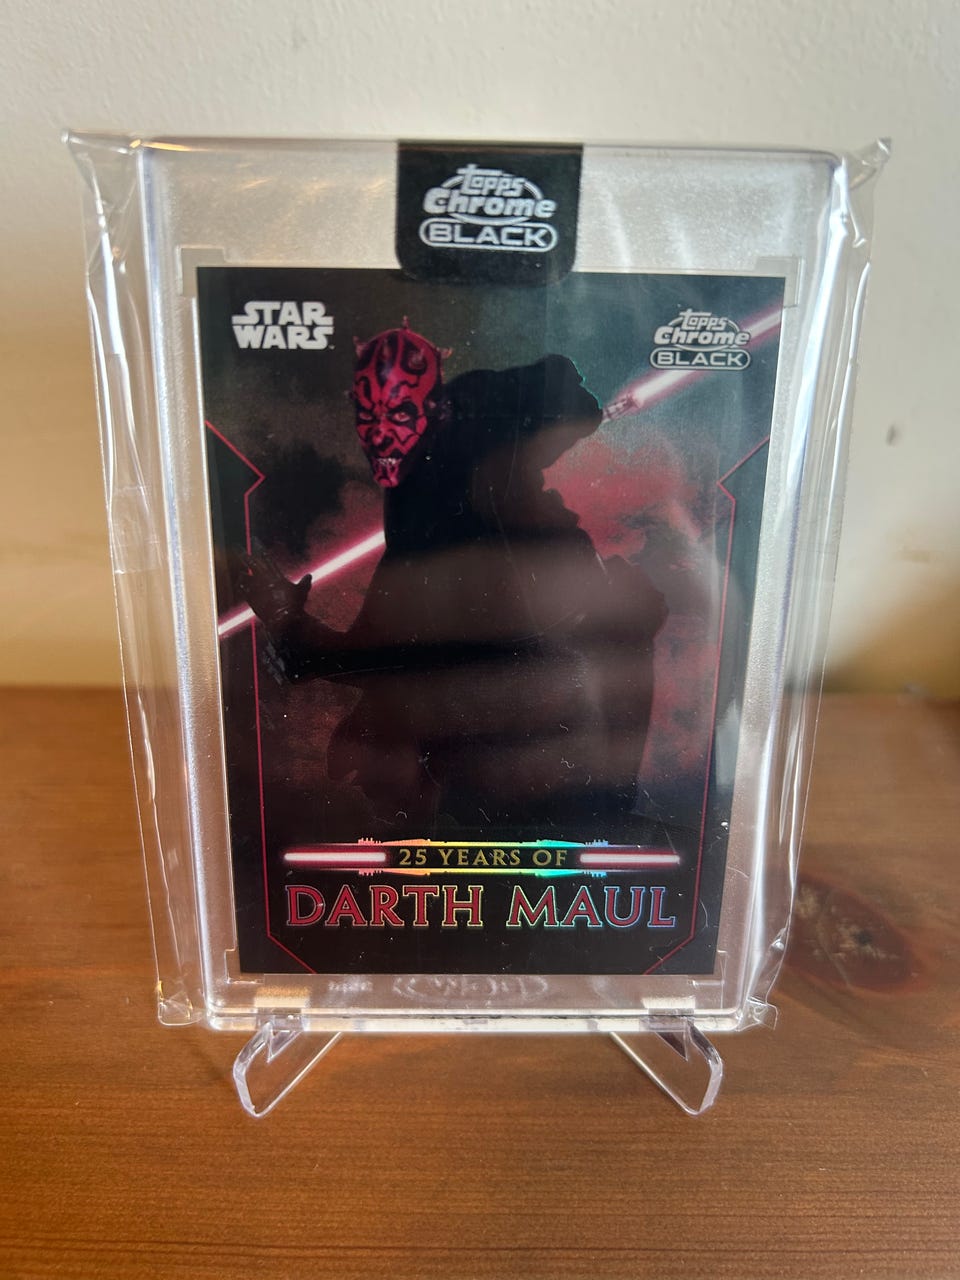 Topps
Chrome
BLACK
STAR
WARS
Topps
Chrome
BLACK
25 YEARS OF
DARTH MAUL